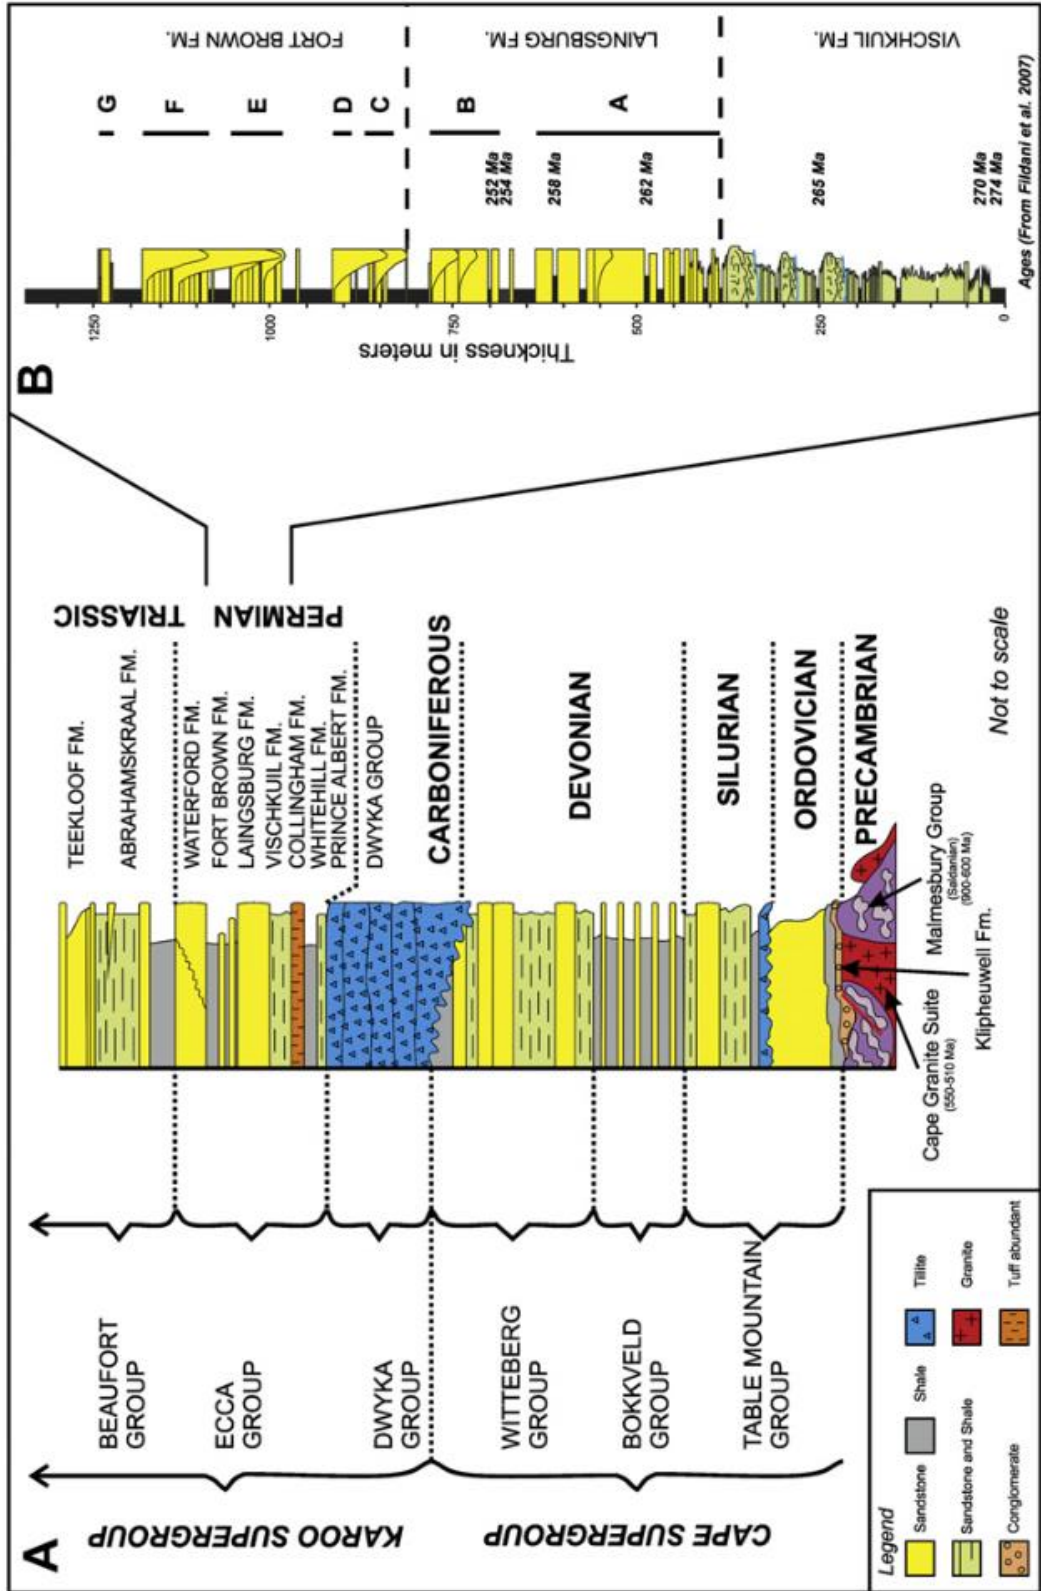 A
KAROO SUPERGROUP
CAPE SUPERGROUP
BEAUFORT
GROUP
ECCA
GROUP
DWYKA
GROUP
WITTEBERG
GROUP
BOKKVELD
GROUP
TABLE MOUNTAIN
GROUP
TEEKLOOF FM.
ABRAHAMSKRAAL FM.
WATERFORD FM.
FORT BROWN FM.
LAINGSBURG FM.
VISCHKUIL FM.
COLLINGHAM FM.
WHITEHILL FM.
PRINCE ALBERT FM.
DWYKA GROUP
TRIASSIC
PERMIAN
CARBONIFEROUS
DEVONIAN
SILURIAN
ORDOVICIAN
PRECAMBRIAN
Malmesbury Group
(Saldanian)
(900-600 Ma)
Klipheuwell Fm.
Cape Granite Suite
(550-510 Ma)
Not to scale
Legend
Sandstone
Shale
Tillite
Sandstone and Shale
Granite
Conglomerate
Tuff abundant
B
Thickness in meters
1250
1000
750
500
250
0
G
F
E
D
C
B
A
252 Ma
254 Ma
258 Ma
262 Ma
265 Ma
270 Ma
274 Ma
FORT BROWN FM.
LAINGSBURG FM.
VISCHKUIL FM.
Ages (From Fildani et al. 2007)